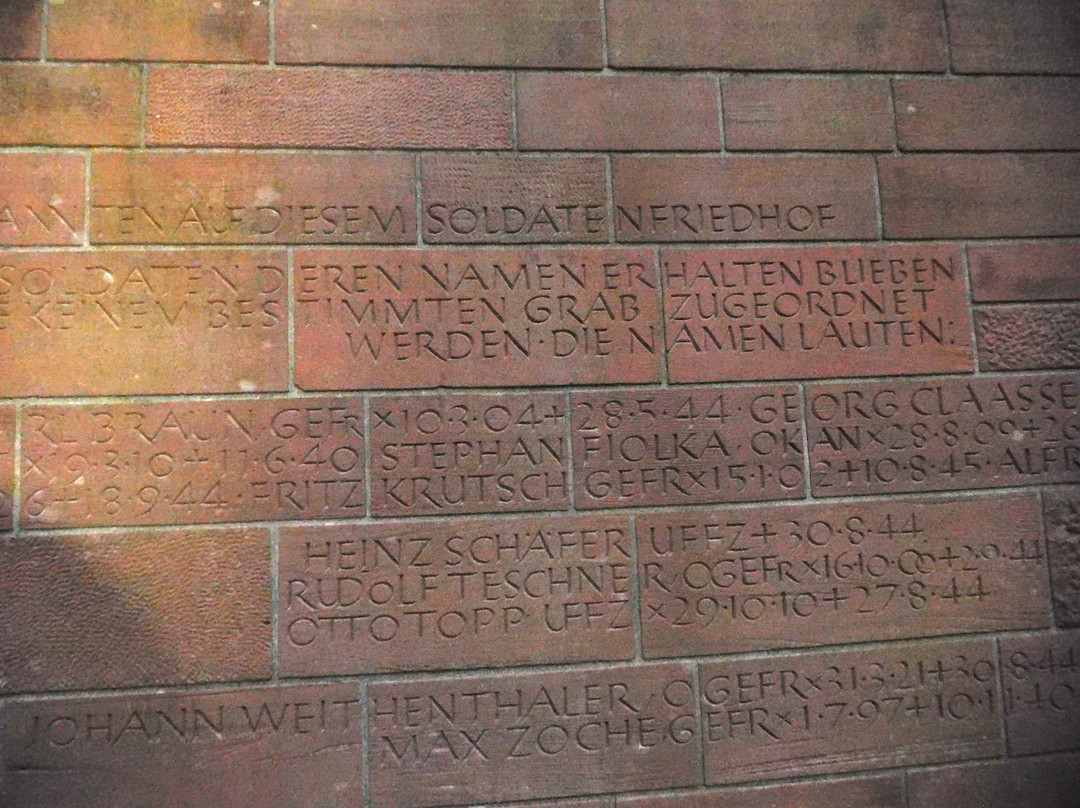 ANNTEN AUF DIESEM SOLDATENFRIEDHOF
SOLDATEN DEREN NAMEN ERHALTEN BLIEBEN
KEINEM BESTIMMTEN GRAB ZUGEORDNET
WERDEN·DIE NAMEN LAUTEN:
RL BRAUN GEFR×10·3·04+28·5·44·GEORG CLAASSE
×19·3·10+11·6·40 STEPHAN FIOLKA OKAN×28·8·09+26
6+18·9·44·FRITZ KRUTSCH GEFR×15·1·02+10·8·45·ALFR
HEINZ SCHÄFER UFFZ+30·8·44
RUDOLF TESCHNER OGEFR×16·10·00+2·9·44
OTTO TOPP UFFZ×29·10·10+27·8·44
JOHANN WEITHENTHALER OGEFR×31·3·21+30·8·44
MAX ZOCHE GEFR×1·7·97+10·11·40